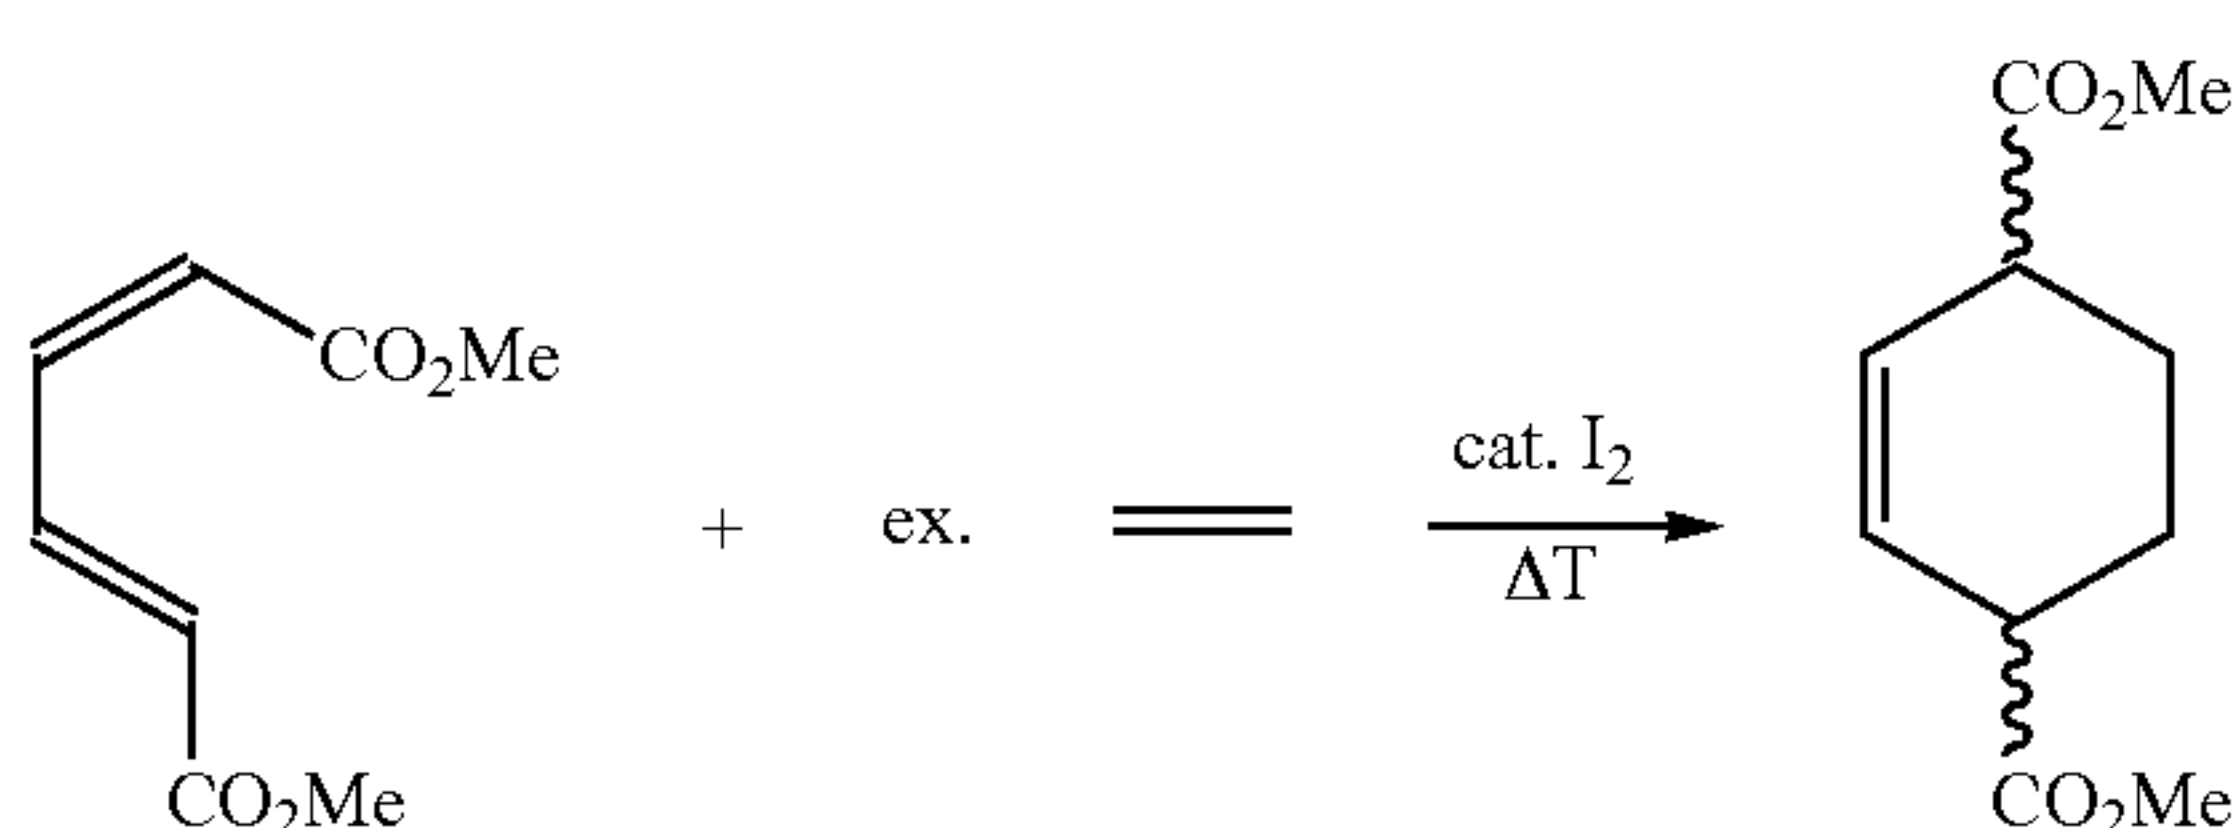 CO₂Me
CO₂Me
+ ex.
cat. I₂
ΔT
CO₂Me
CO₂Me